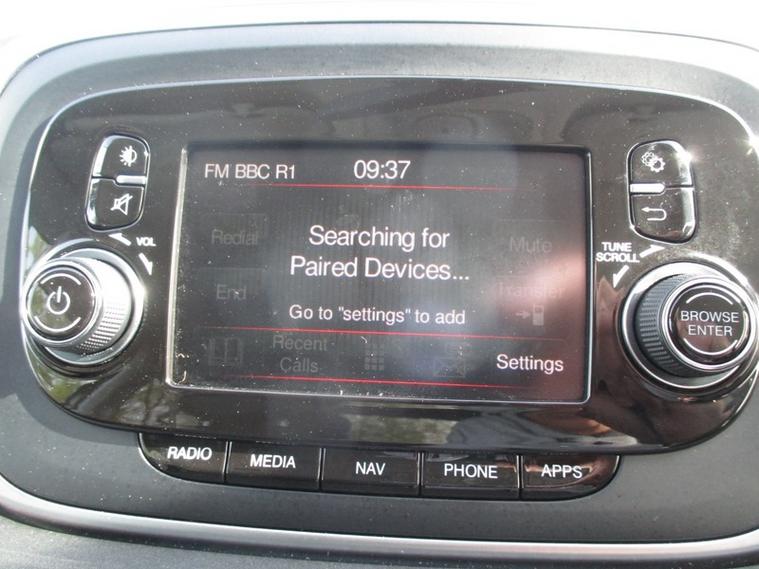 FM BBC R1 09:37
VOL
TUNE
SCROLL
Redial
Searching for
Paired Devices...
Mute
End
Transfer
Go to "settings" to add
Recent
Calls
Settings
BROWSE
ENTER
RADIO MEDIA NAV PHONE APPS